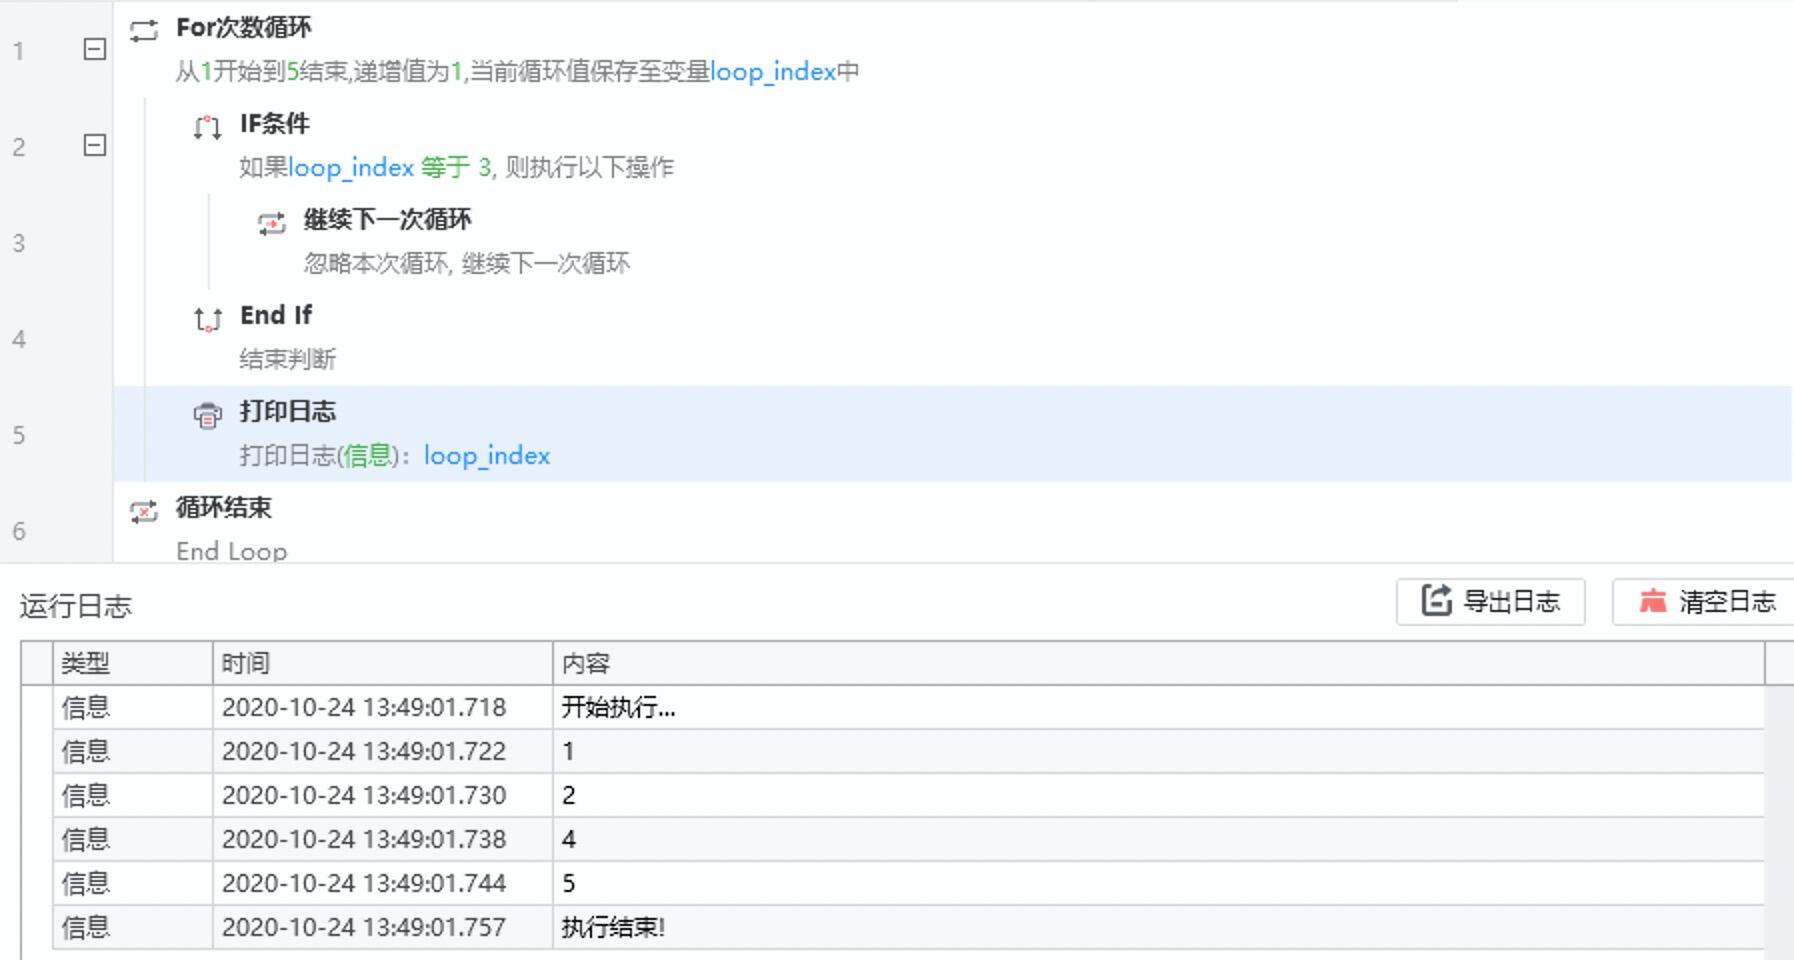 1
For次数循环
从1开始到5结束,递增值为1,当前循环值保存至变量loop_index中
2
IF条件
如果loop_index 等于 3, 则执行以下操作
3
继续下一次循环
忽略本次循环, 继续下一次循环
4
End If
结束判断
5
打印日志
打印日志(信息)：loop_index
6
循环结束
End Loop
运行日志 导出日志 清空日志
类型 时间 内容
信息 2020-10-24 13:49:01.718 开始执行...
信息 2020-10-24 13:49:01.722 1
信息 2020-10-24 13:49:01.730 2
信息 2020-10-24 13:49:01.738 4
信息 2020-10-24 13:49:01.744 5
信息 2020-10-24 13:49:01.757 执行结束!